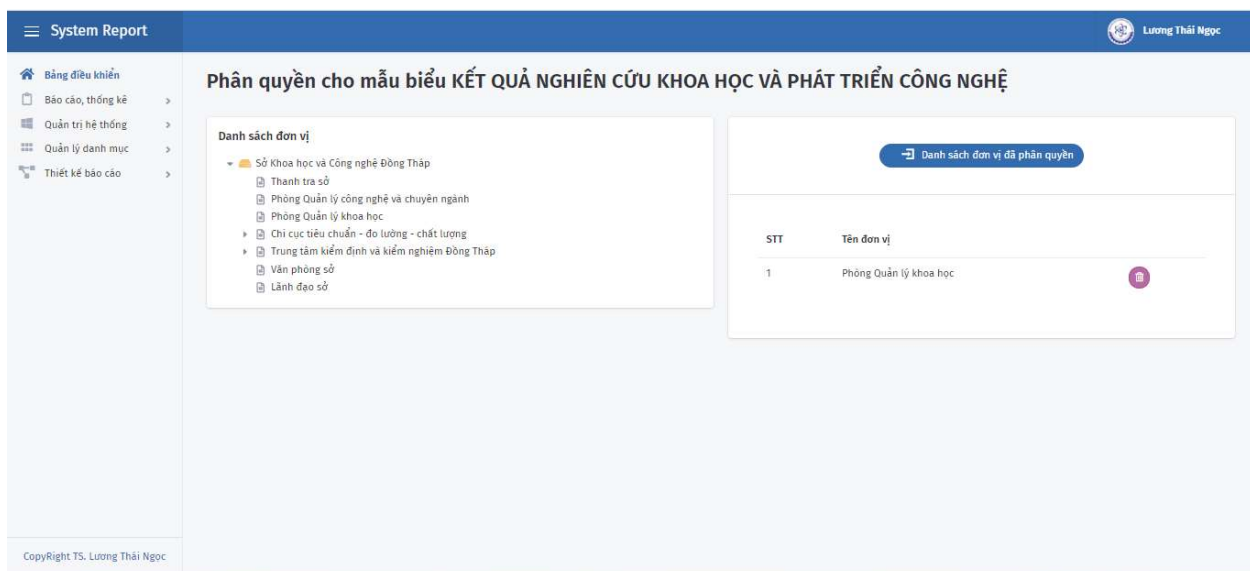 System Report
Lương Thái Ngọc
Bảng điều khiển
Báo cáo, thống kê
Quản trị hệ thống
Quản lý danh mục
Thiết kế báo cáo
Phân quyền cho mẫu biểu KẾT QUẢ NGHIÊN CỨU KHOA HỌC VÀ PHÁT TRIỂN CÔNG NGHỆ
Danh sách đơn vị
Sở Khoa học và Công nghệ Đồng Tháp
Thanh tra sở
Phòng Quản lý công nghệ và chuyên ngành
Phòng Quản lý khoa học
Chi cục tiêu chuẩn - đo lường - chất lượng
Trung tâm kiểm định và kiểm nghiệm Đồng Tháp
Văn phòng sở
Lãnh đạo sở
Danh sách đơn vị đã phân quyền
STT Tên đơn vị
1 Phòng Quản lý khoa học
CopyRight TS. Lương Thái Ngọc